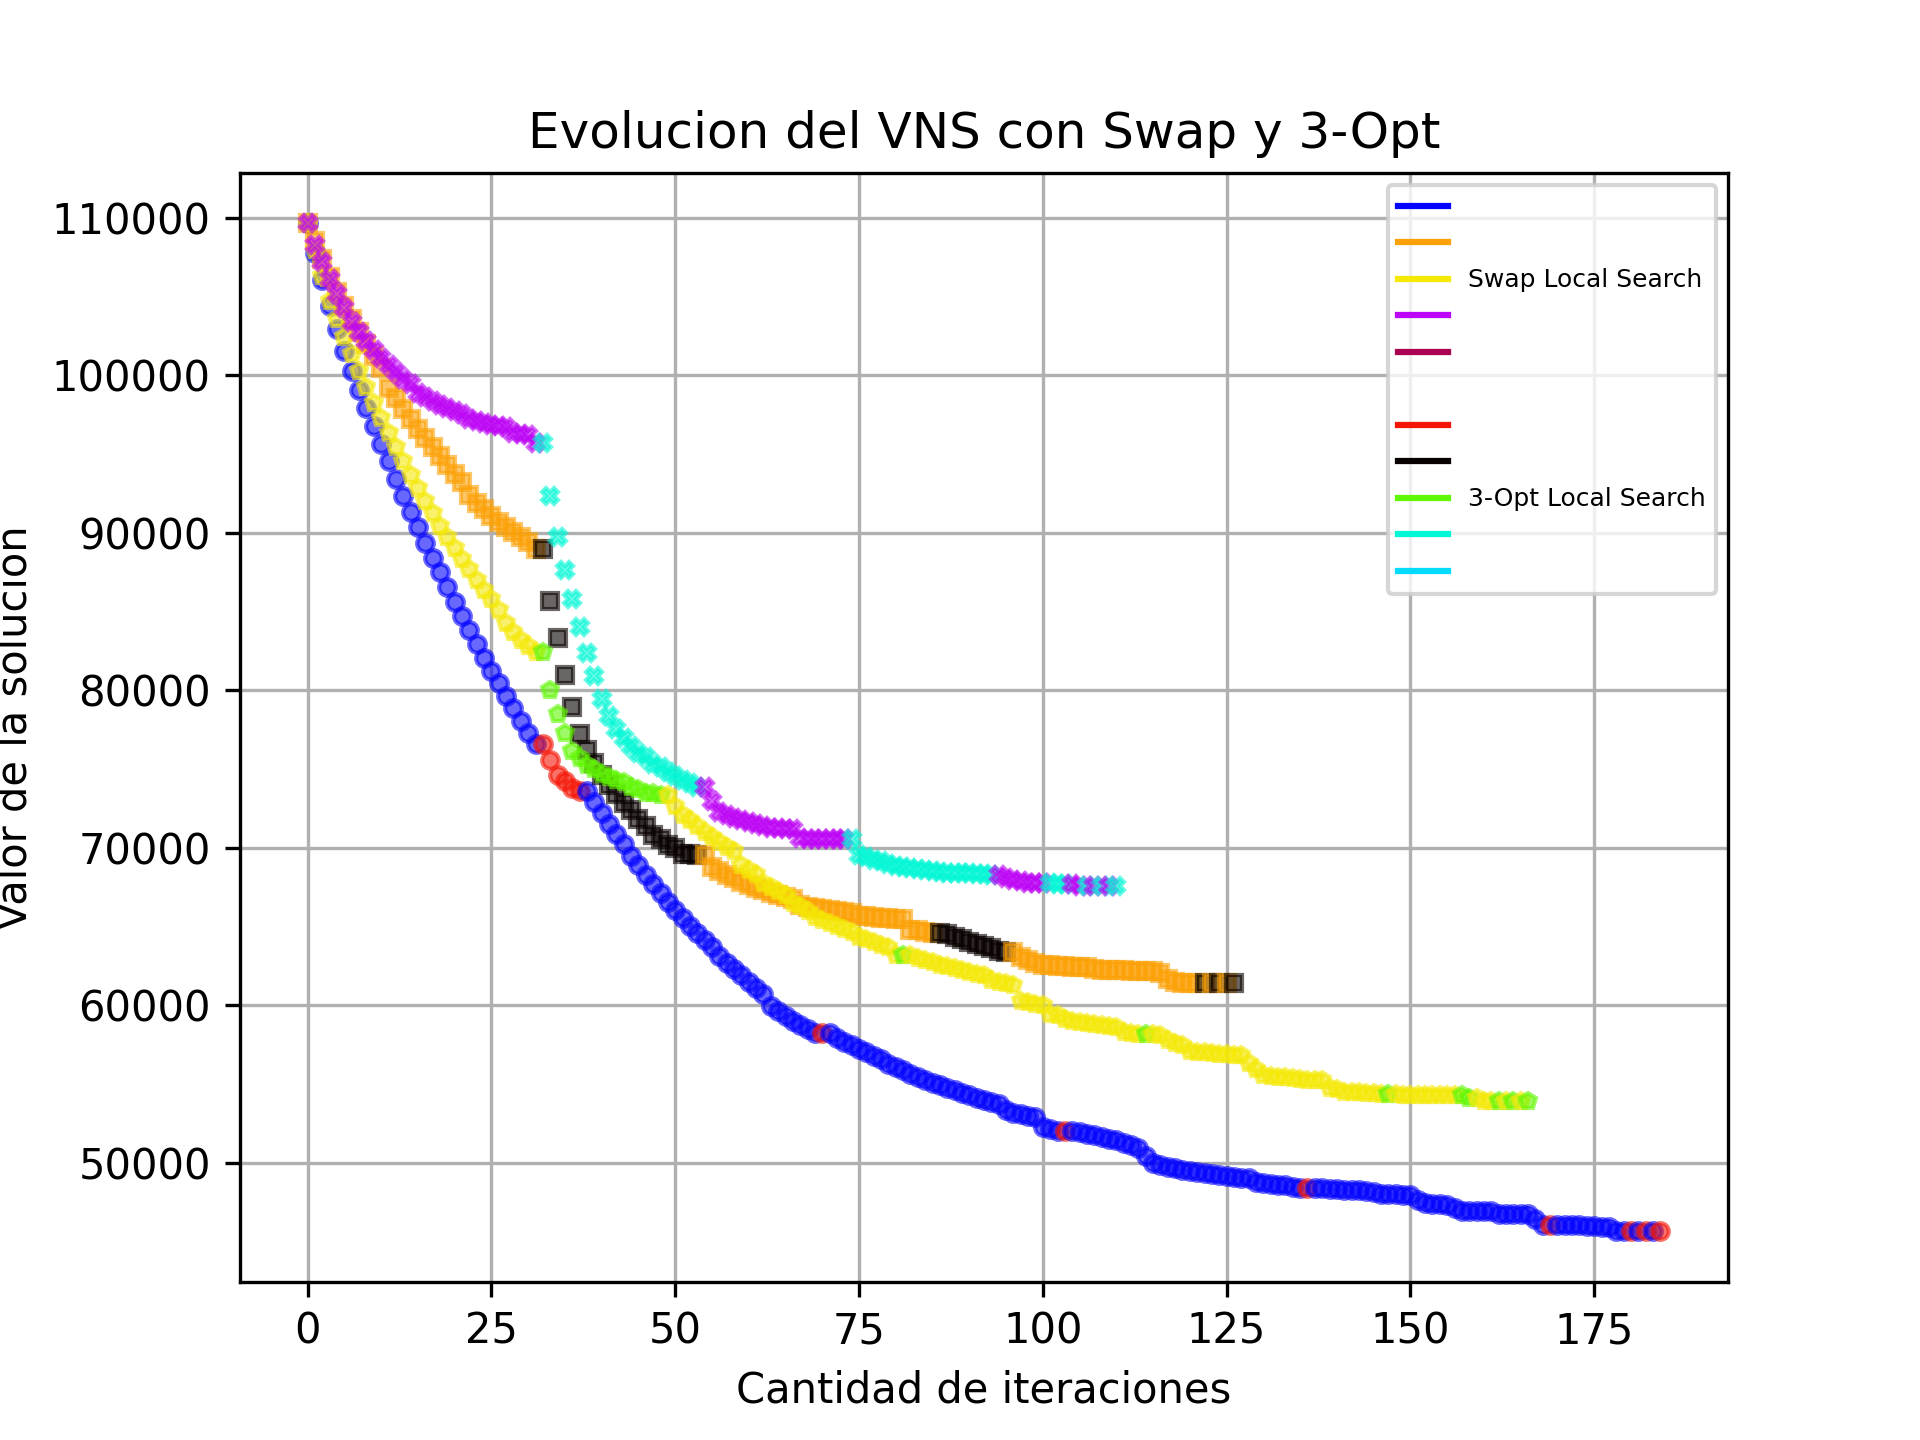 Evolucion del VNS con Swap y 3-Opt
Valor de la solucion
110000
100000
90000
80000
70000
60000
50000
Swap Local Search
3-Opt Local Search
0 25 50 75 100 125 150 175
Cantidad de iteraciones